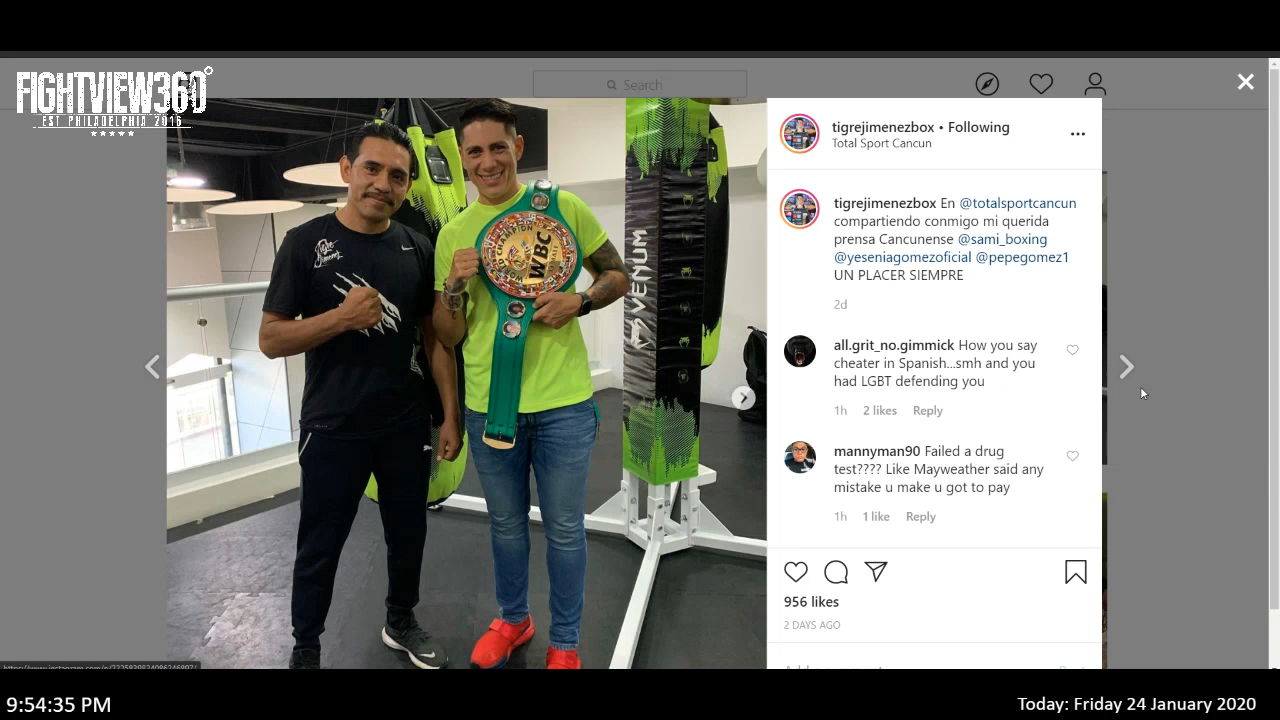 FIGHTVIEW360°
EST PHILADELPHIA 2016
Search
tigrejimenezbox • Following
Total Sport Cancun
tigrejimenezbox En @totalsportcancun
compartiendo conmigo mi querida
prensa Cancunense @sami_boxing
@yeseniagomezoficial @pepegomez1
UN PLACER SIEMPRE
2d
all.grit_no.gimmick How you say
cheater in Spanish...smh and you
had LGBT defending you
1h 2 likes Reply
mannyman90 Failed a drug
test???? Like Mayweather said any
mistake u make u got to pay
1h 1 like Reply
956 likes
2 DAYS AGO
CHAMPION
WBC
VENUM
9:54:35 PM
Today: Friday 24 January 2020